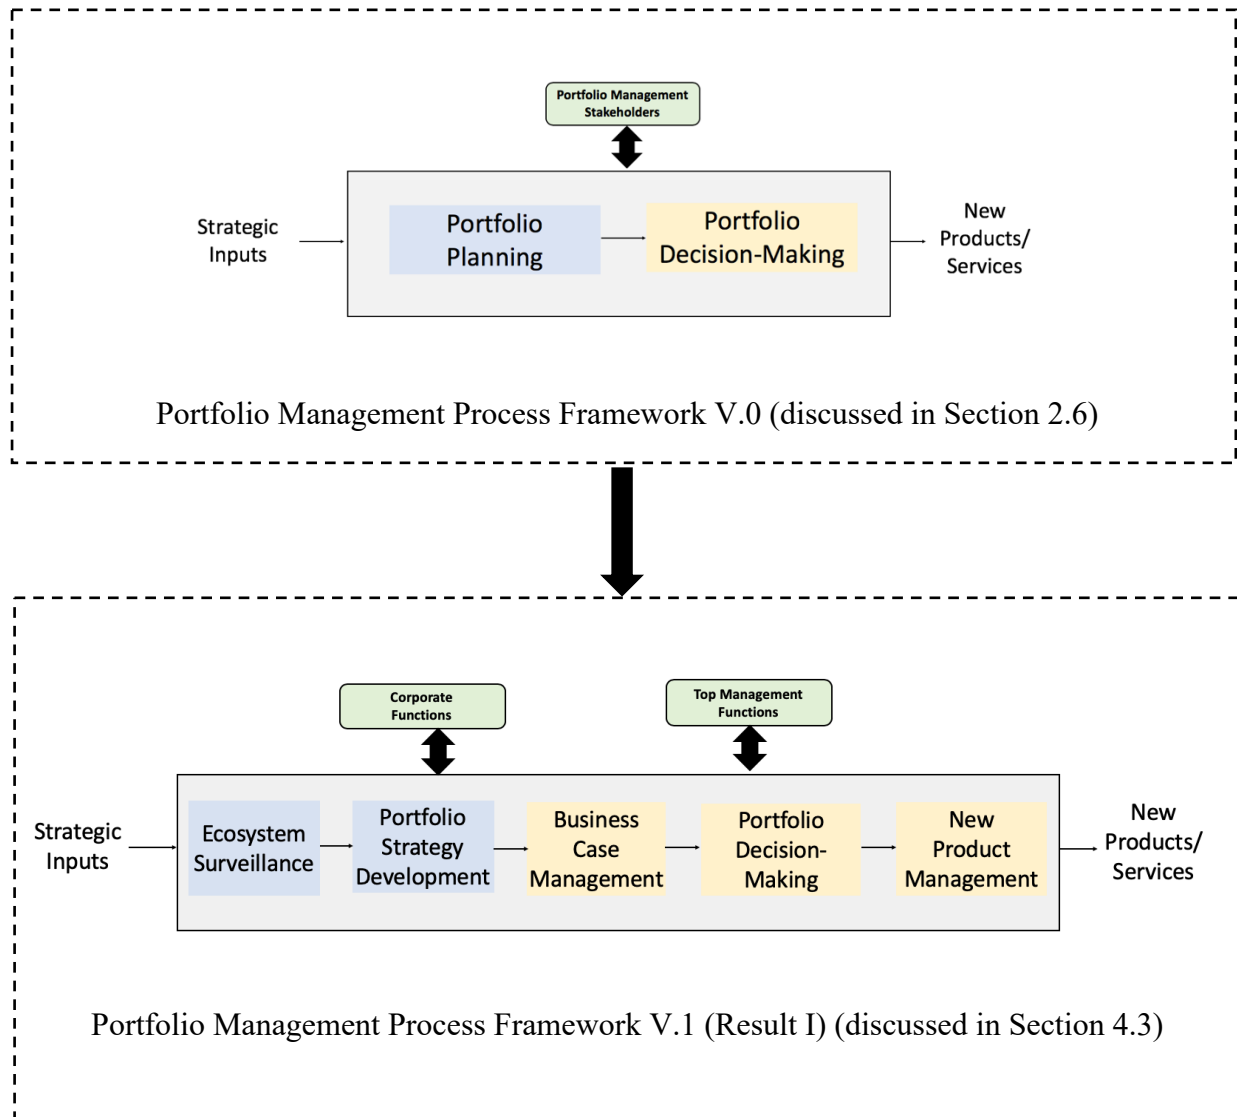 Portfolio Management
Stakeholders
Strategic
Inputs
Portfolio
Planning
Portfolio
Decision-Making
New
Products/
Services
Portfolio Management Process Framework V.0 (discussed in Section 2.6)
Corporate
Functions
Top Management
Functions
Strategic
Inputs
Ecosystem
Surveillance
Portfolio
Strategy
Development
Business
Case
Management
Portfolio
Decision-
Making
New
Product
Management
New
Products/
Services
Portfolio Management Process Framework V.1 (Result I) (discussed in Section 4.3)